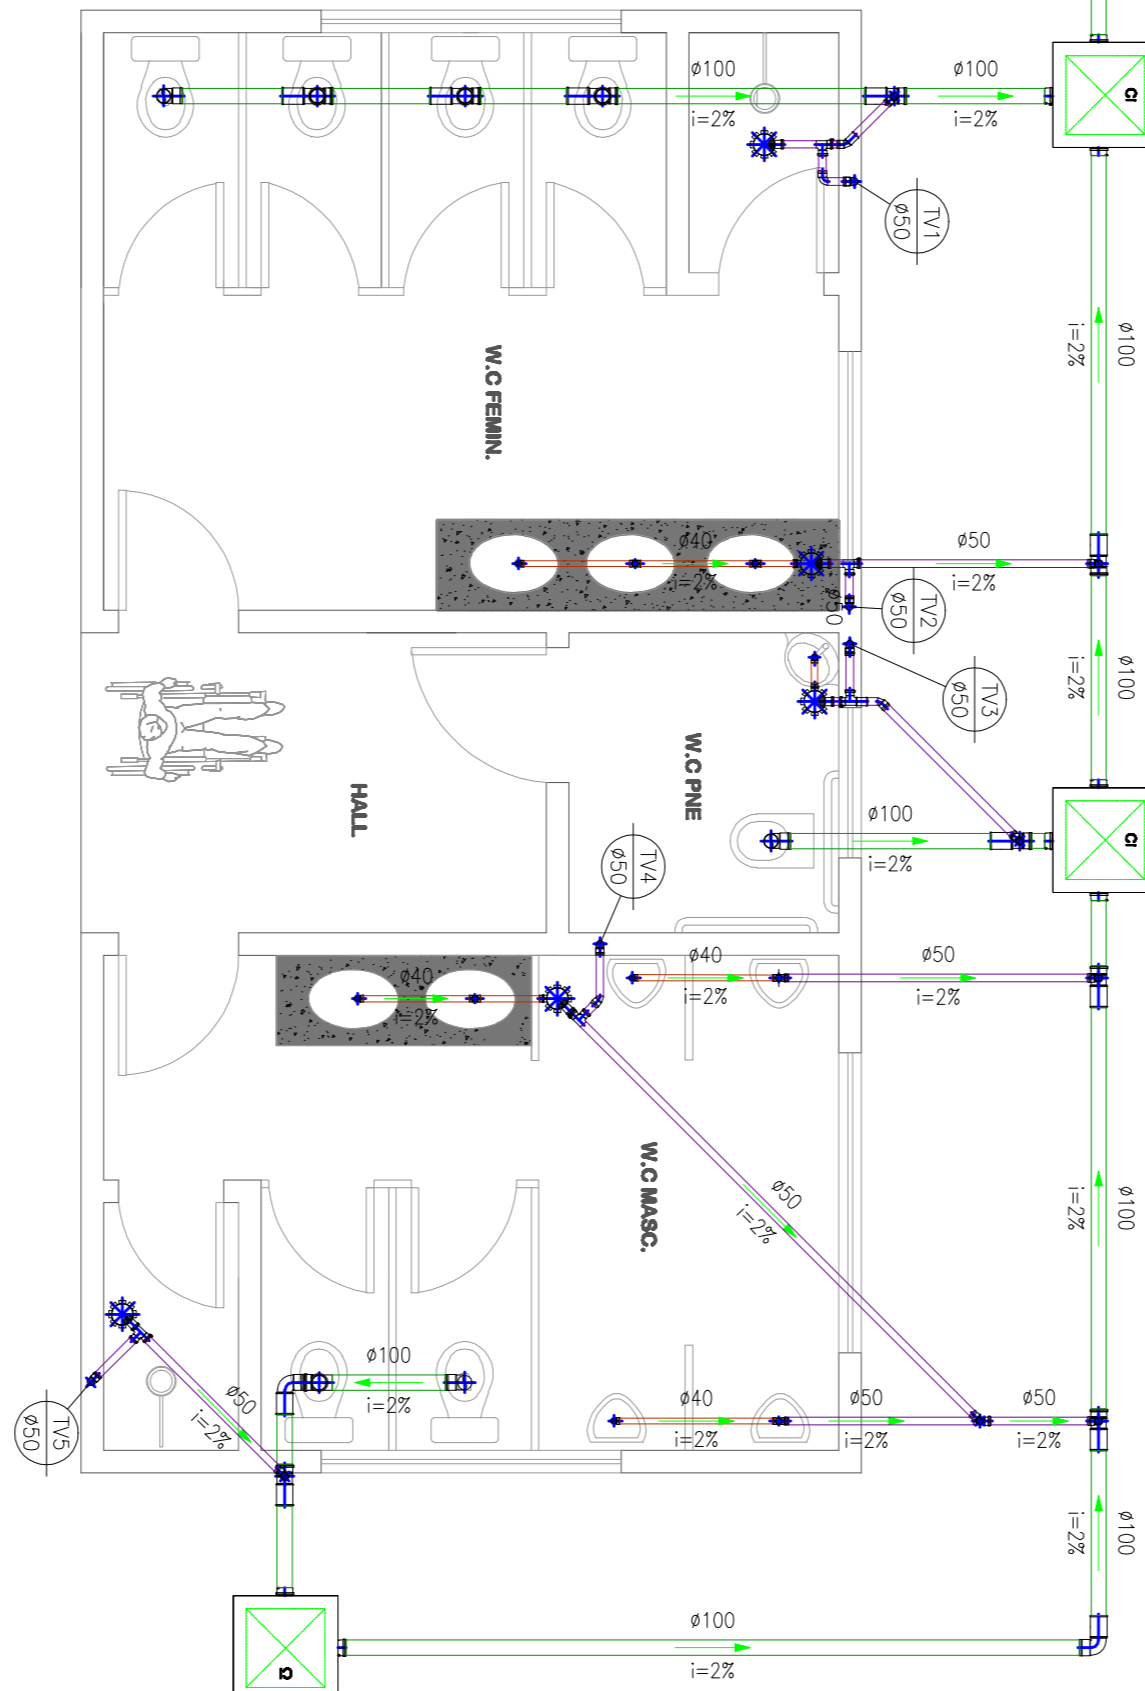 ø100
i=2%
ø100
i=2%
CI
TV1
ø50
ø100
i=2%
W.C FEMIN.
ø40
i=2%
ø50
i=2%
ø50
TV2
ø50
ø100
i=2%
TV3
ø50
W.C PNE
HALL
ø100
i=2%
CI
TV4
ø50
ø40
i=2%
ø50
i=2%
ø40
i=2%
ø50
i=2%
W.C MASC.
ø100
i=2%
ø100
i=2%
ø50
i=2%
TV5
ø50
ø40
i=2%
ø50
i=2%
ø50
i=2%
ø100
i=2%
ø100
i=2%
CI